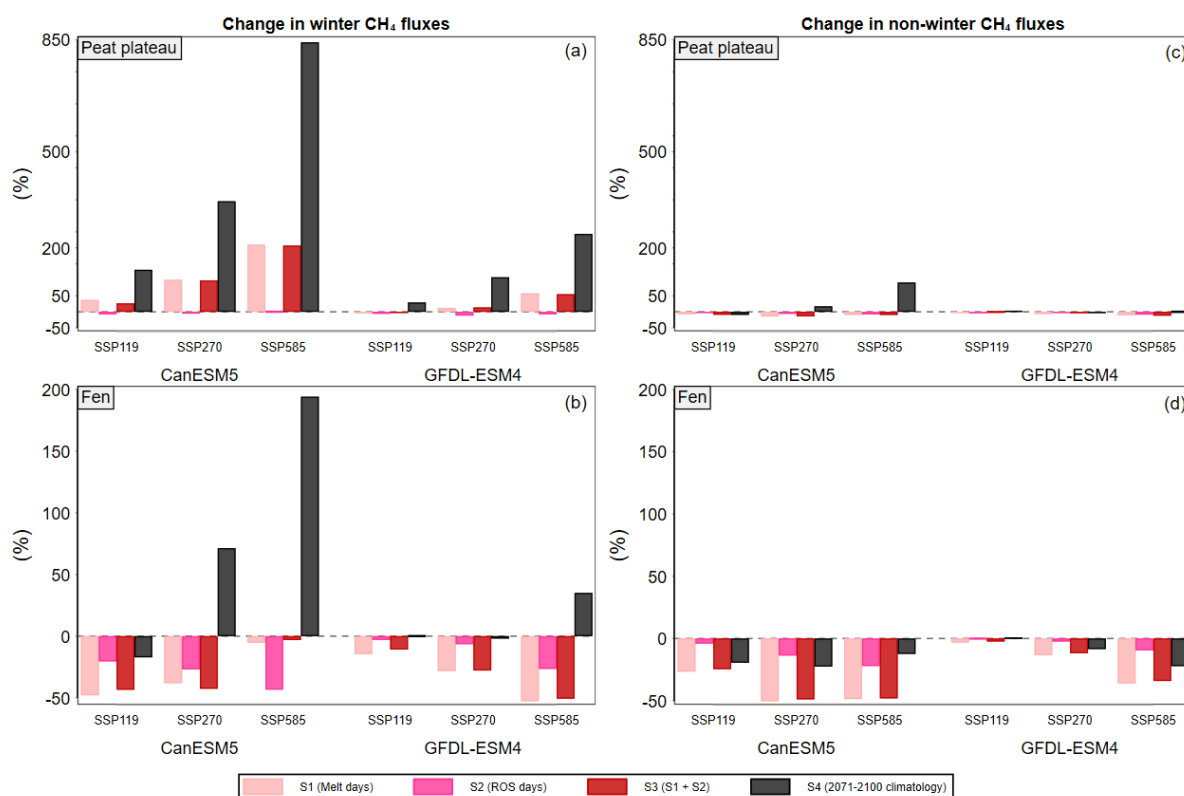 Change in winter CH₄ fluxes
Peat plateau
(a)
850
500
200
50
-50
(%)
SSP119 SSP270 SSP585 SSP119 SSP270 SSP585
CanESM5 GFDL-ESM4
Change in non-winter CH₄ fluxes
Peat plateau
(c)
850
500
200
50
-50
(%)
SSP119 SSP270 SSP585 SSP119 SSP270 SSP585
CanESM5 GFDL-ESM4
Fen
(b)
200
150
100
50
0
-50
(%)
SSP119 SSP270 SSP585 SSP119 SSP270 SSP585
CanESM5 GFDL-ESM4
Fen
(d)
200
150
100
50
0
-50
(%)
SSP119 SSP270 SSP585 SSP119 SSP270 SSP585
CanESM5 GFDL-ESM4
S1 (Melt days) S2 (ROS days) S3 (S1 + S2) S4 (2071-2100 climatology)